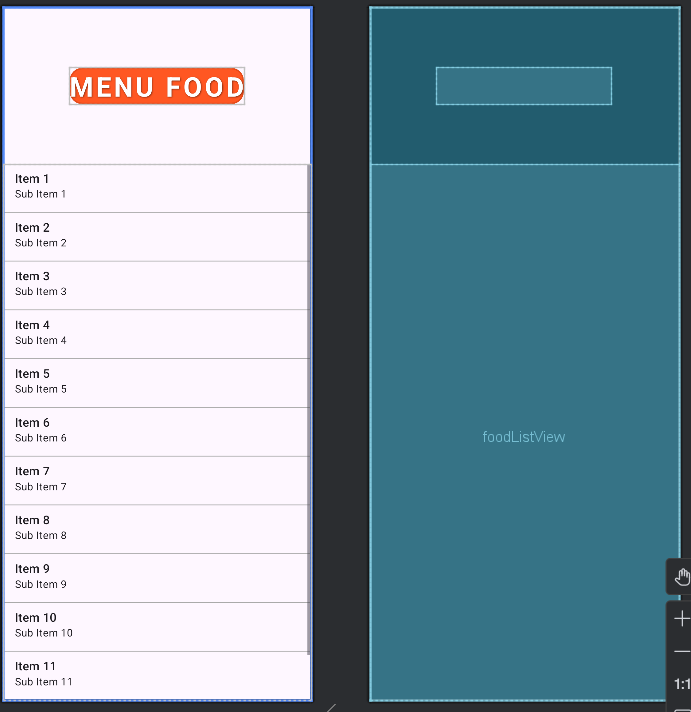 MENU FOOD
Item 1
Sub Item 1
Item 2
Sub Item 2
Item 3
Sub Item 3
Item 4
Sub Item 4
Item 5
Sub Item 5
Item 6
Sub Item 6
Item 7
Sub Item 7
Item 8
Sub Item 8
Item 9
Sub Item 9
Item 10
Sub Item 10
Item 11
Sub Item 11
foodListView
1:1